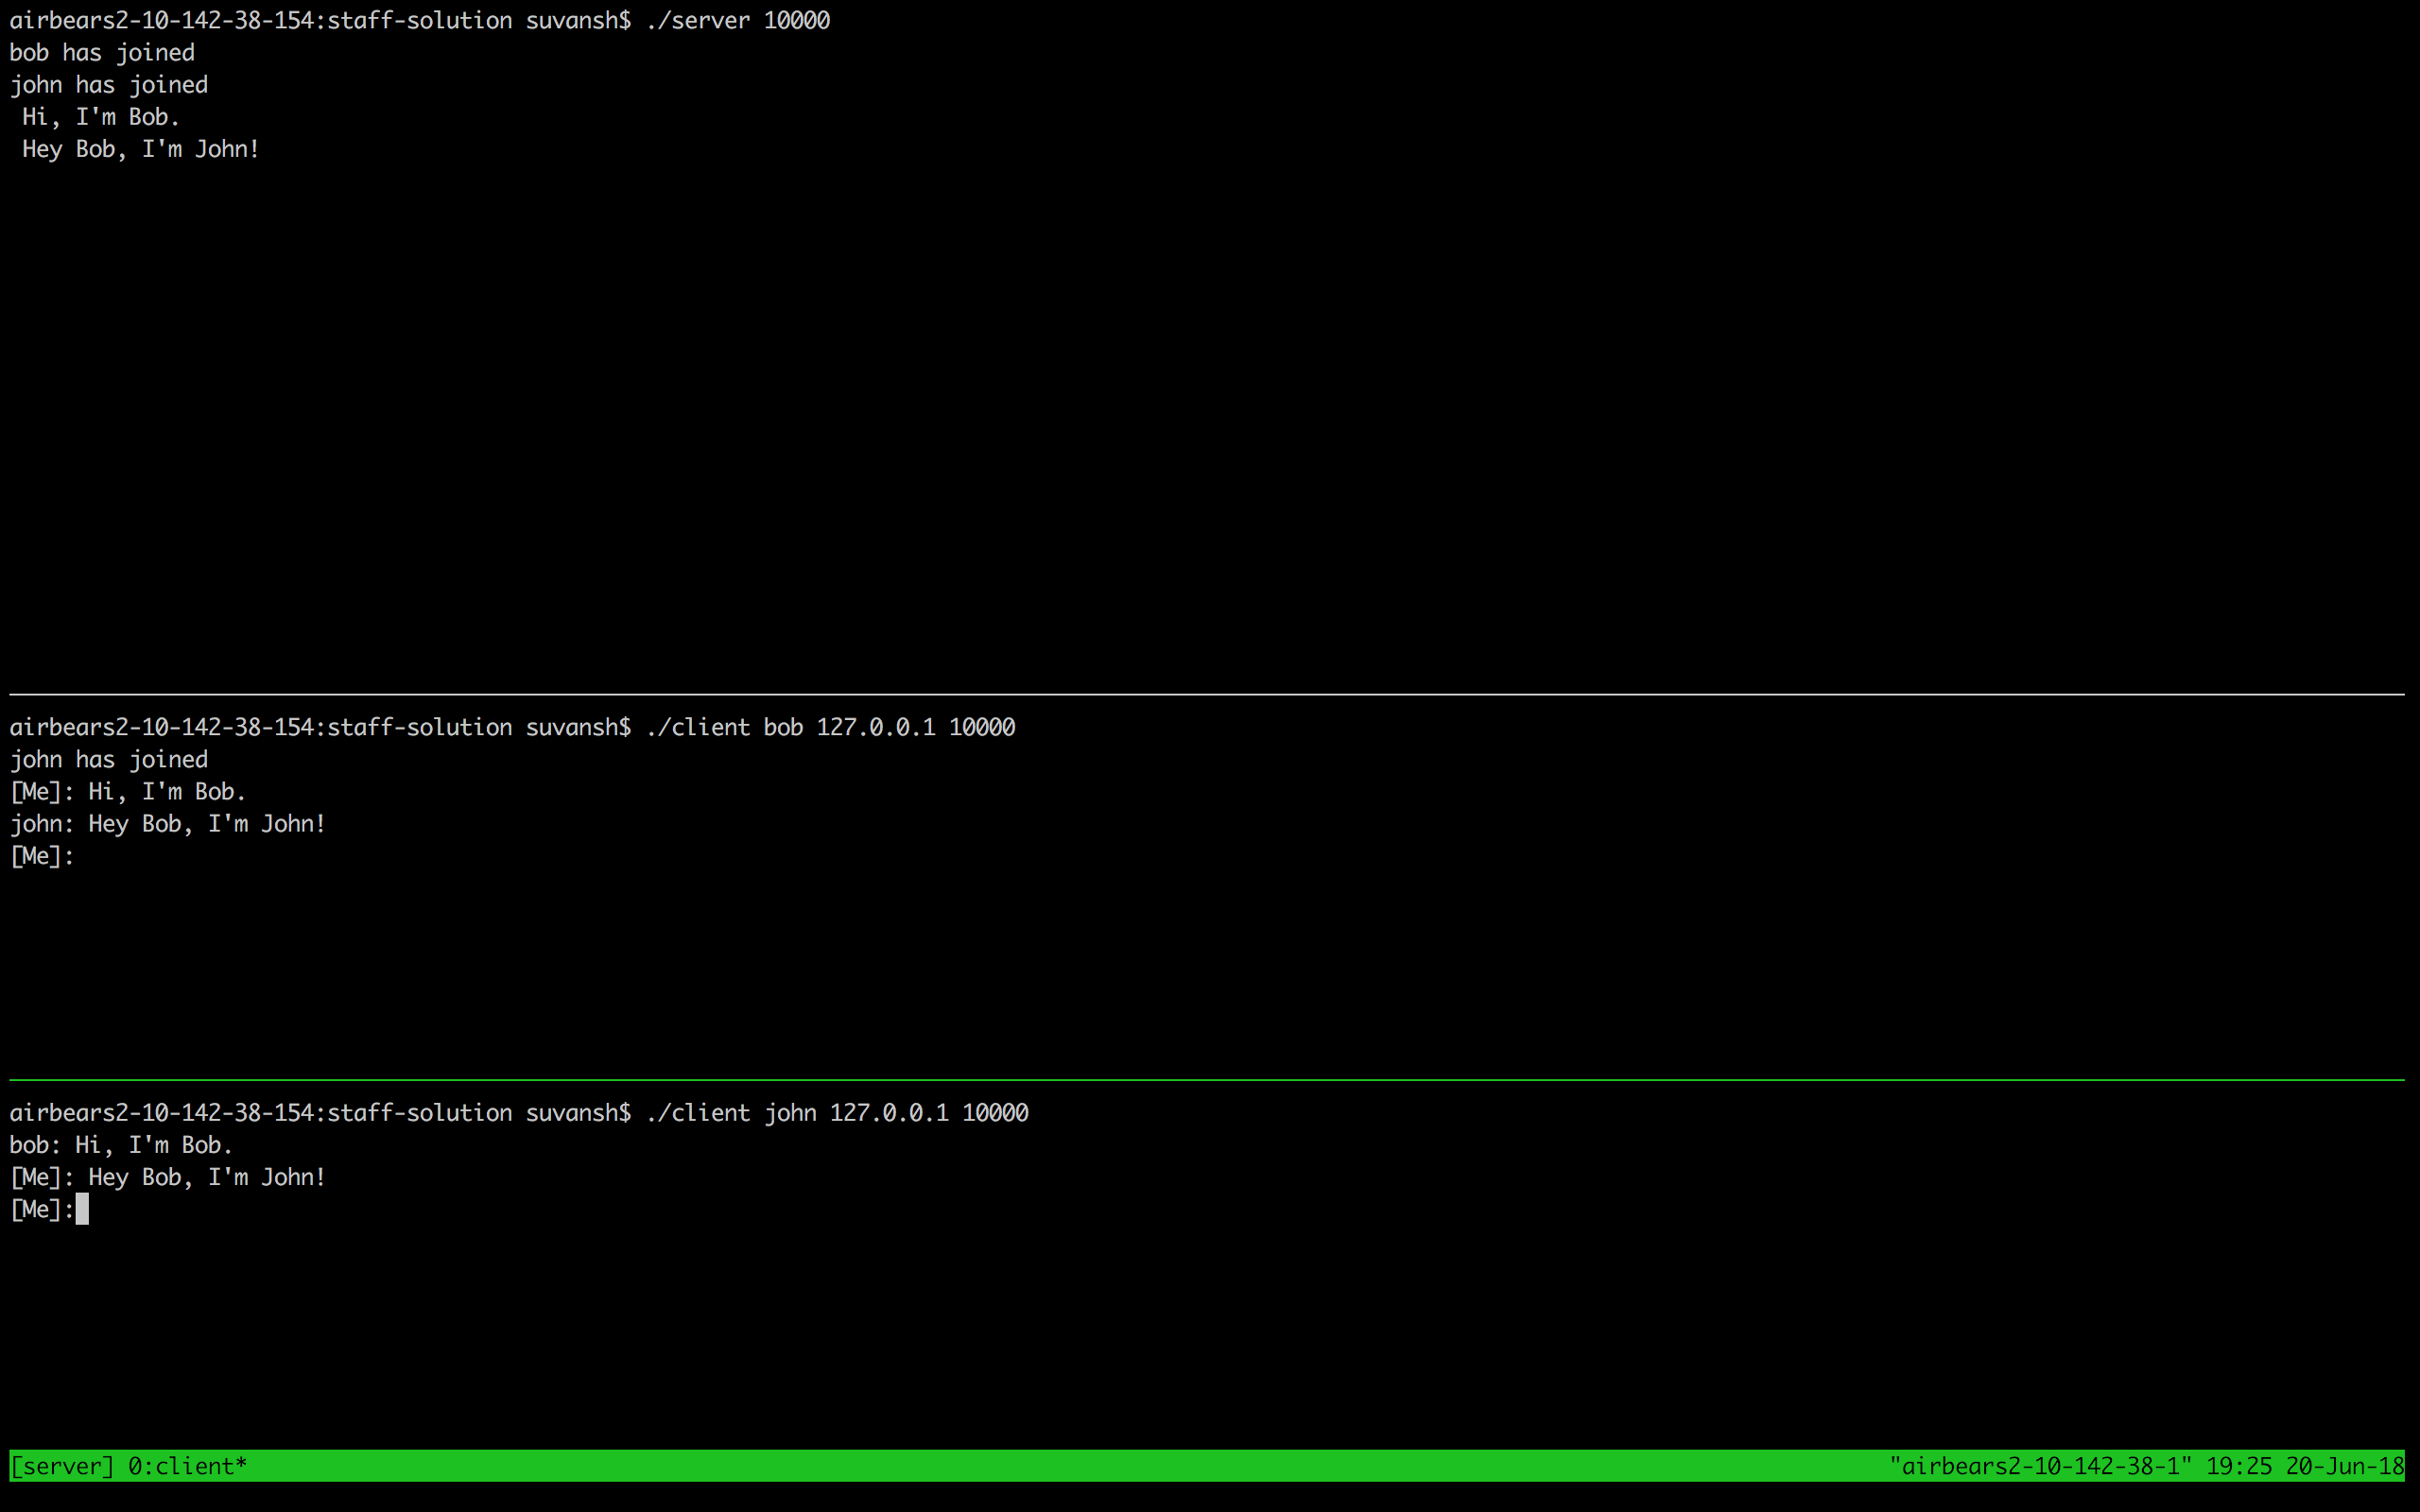 airbears2-10-142-38-154:staff-solution suvansh$ ./server 10000
bob has joined
john has joined
 Hi, I'm Bob.
 Hey Bob, I'm John!
airbears2-10-142-38-154:staff-solution suvansh$ ./client bob 127.0.0.1 10000
john has joined
[Me]: Hi, I'm Bob.
john: Hey Bob, I'm John!
[Me]:
airbears2-10-142-38-154:staff-solution suvansh$ ./client john 127.0.0.1 10000
bob: Hi, I'm Bob.
[Me]: Hey Bob, I'm John!
[Me]:
[server] 0:client* "airbears2-10-142-38-1" 19:25 20-Jun-18